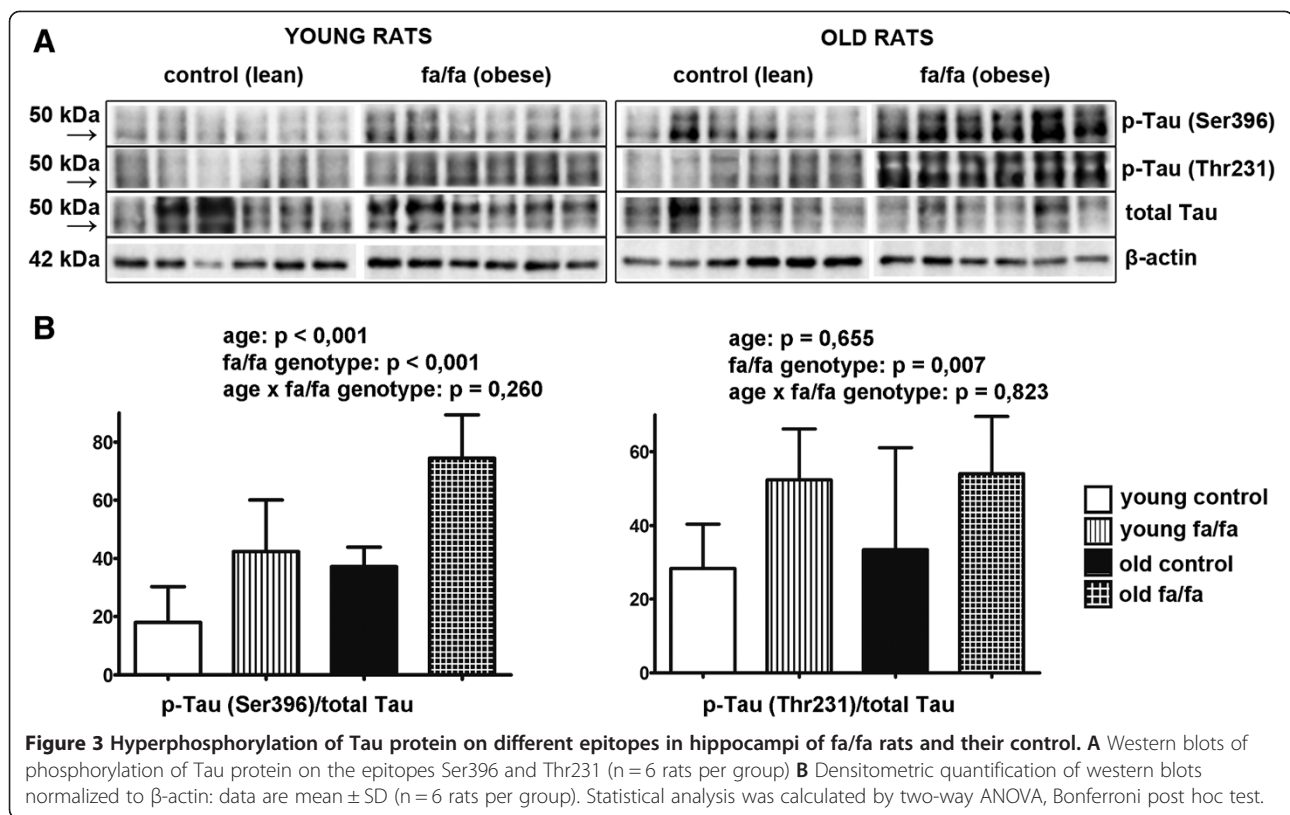 A
YOUNG RATS
OLD RATS
control (lean)
fa/fa (obese)
control (lean)
fa/fa (obese)
50 kDa
→
p-Tau (Ser396)
50 kDa
→
p-Tau (Thr231)
50 kDa
→
total Tau
42 kDa
β-actin
B
age: p < 0,001
fa/fa genotype: p < 0,001
age x fa/fa genotype: p = 0,260
80
60
40
20
0
p-Tau (Ser396)/total Tau
age: p = 0,655
fa/fa genotype: p = 0,007
age x fa/fa genotype: p = 0,823
60
40
20
0
p-Tau (Thr231)/total Tau
young control
young fa/fa
old control
old fa/fa
Figure 3 Hyperphosphorylation of Tau protein on different epitopes in hippocampi of fa/fa rats and their control. A Western blots of
phosphorylation of Tau protein on the epitopes Ser396 and Thr231 (n = 6 rats per group) B Densitometric quantification of western blots
normalized to β-actin: data are mean ± SD (n = 6 rats per group). Statistical analysis was calculated by two-way ANOVA, Bonferroni post hoc test.